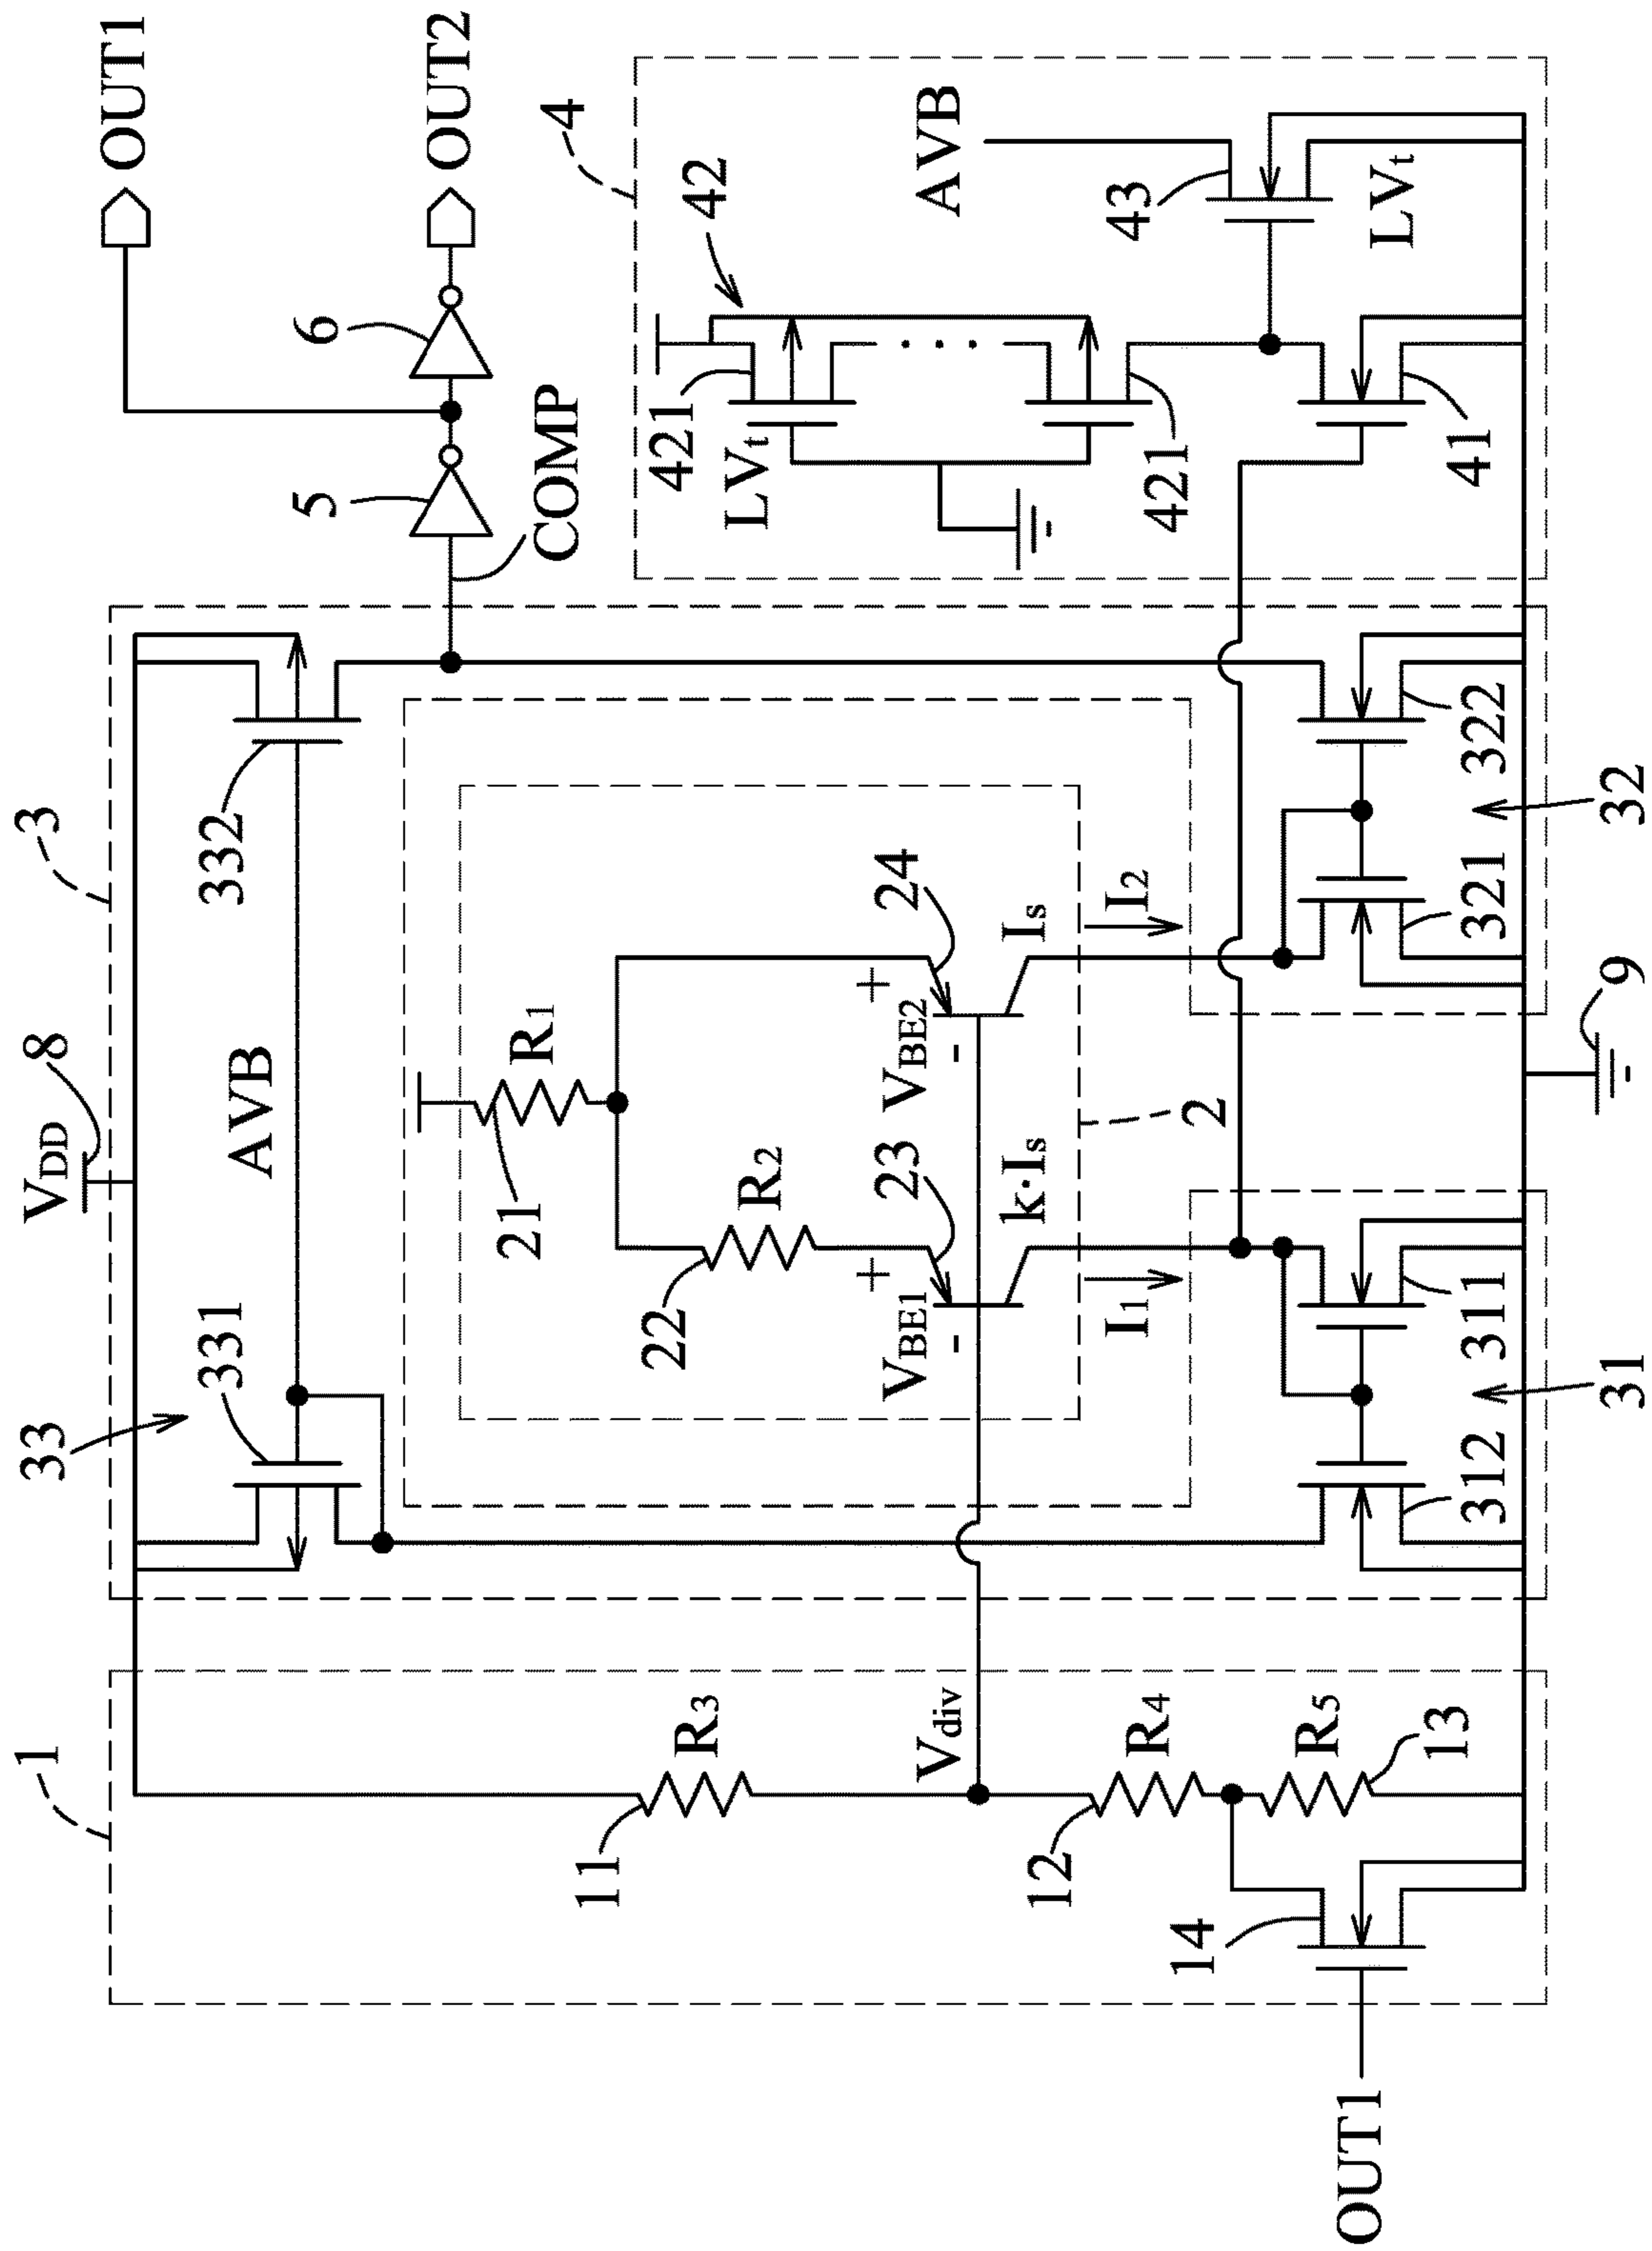 OUT1
OUT2
3
1
8
VDD
33
331
AVB
332
6
5
COMP
4
42
421
LVt
421
AVB
43
LVt
41
R1
21
R2
22
23
24
VBE1
+
-
VBE2
+
-
k·Is
Is
2
I1
I2
R3
11
Vdiv
R4
12
R5
13
14
312
311
31
321
322
32
9
OUT1